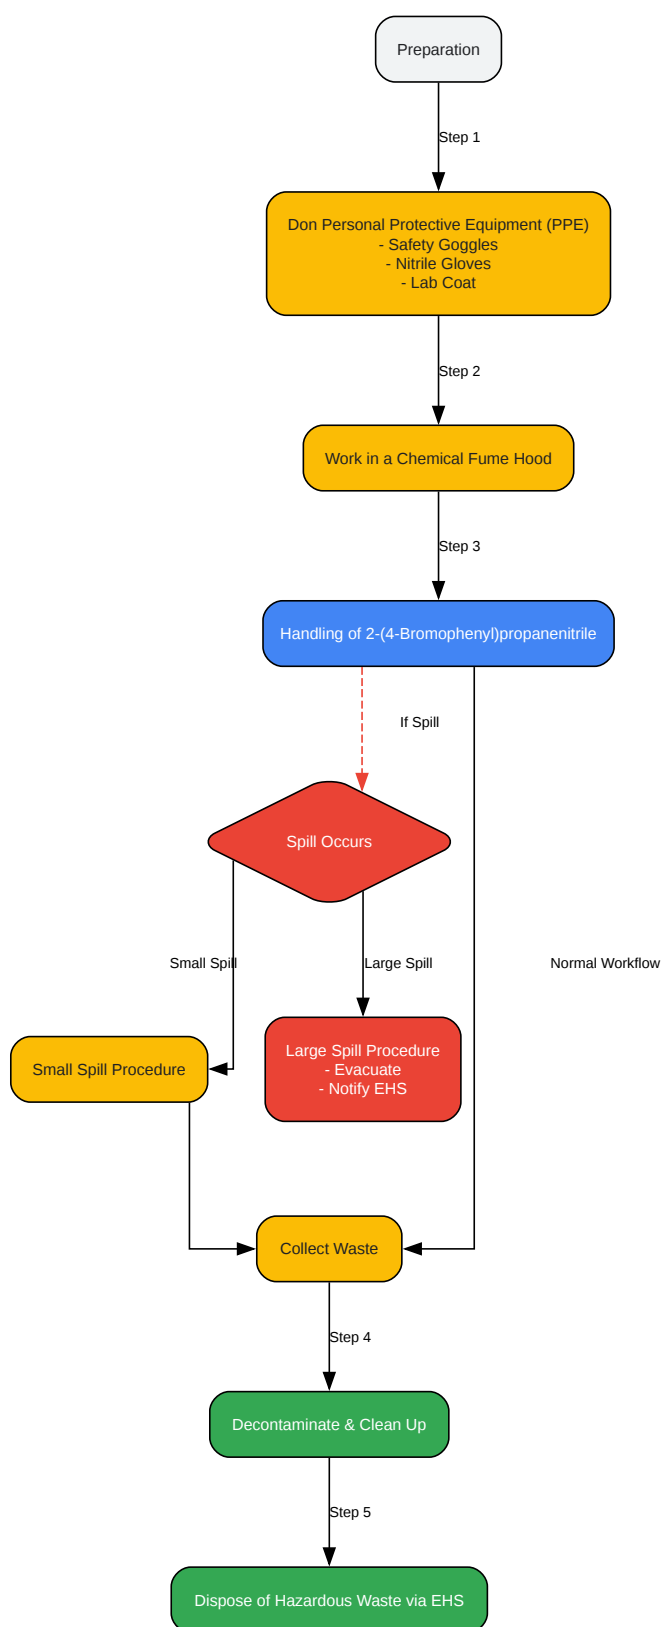 Preparation
Step 1
Don Personal Protective Equipment (PPE)
- Safety Goggles
- Nitrile Gloves
- Lab Coat
Step 2
Work in a Chemical Fume Hood
Step 3
Handling of 2-(4-Bromophenyl)propanenitrile
If Spill
Spill Occurs
Small Spill
Large Spill
Normal Workflow
Small Spill Procedure
Large Spill Procedure
- Evacuate
- Notify EHS
Collect Waste
Step 4
Decontaminate & Clean Up
Step 5
Dispose of Hazardous Waste via EHS